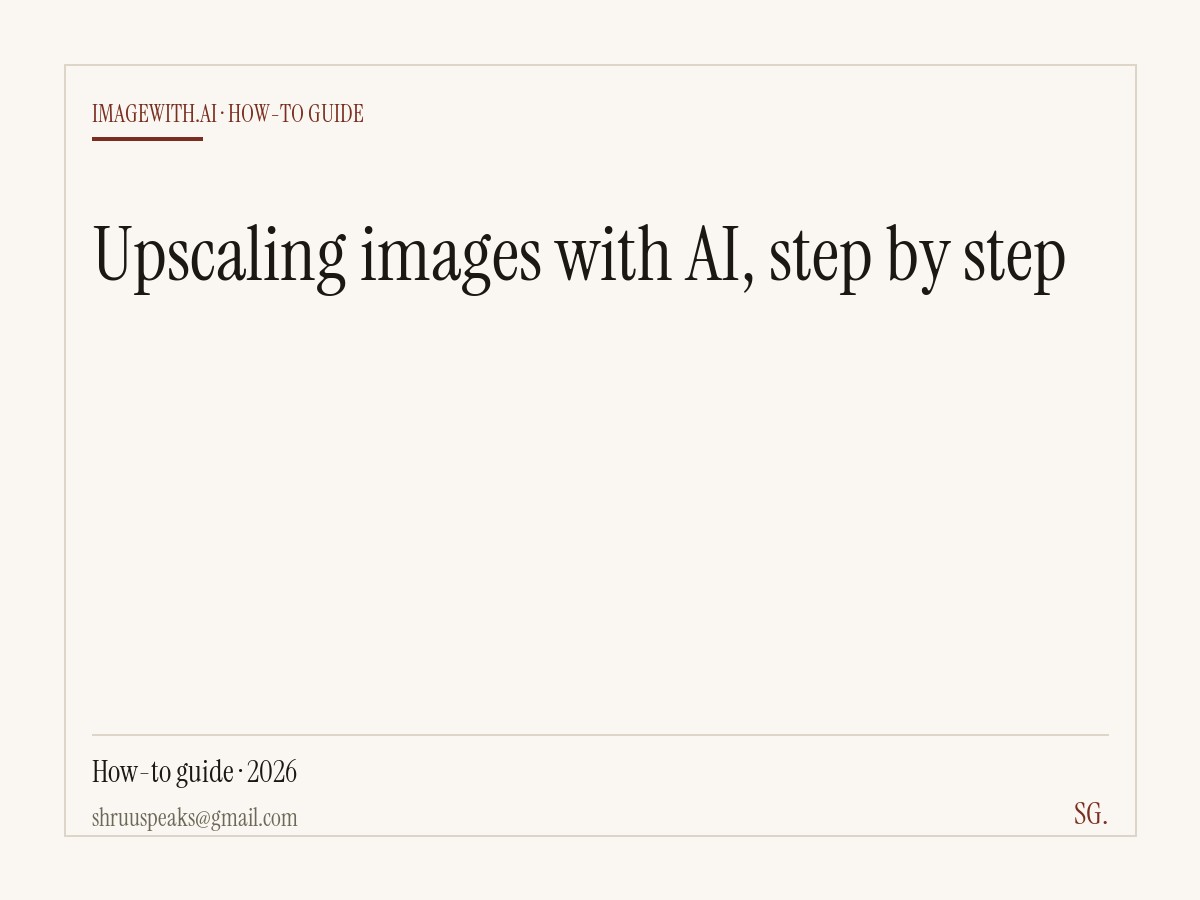 IMAGEWITH.AI · HOW-TO GUIDE
Upscaling images with AI, step by step
How-to guide · 2026
shruuspeaks@gmail.com
SG.